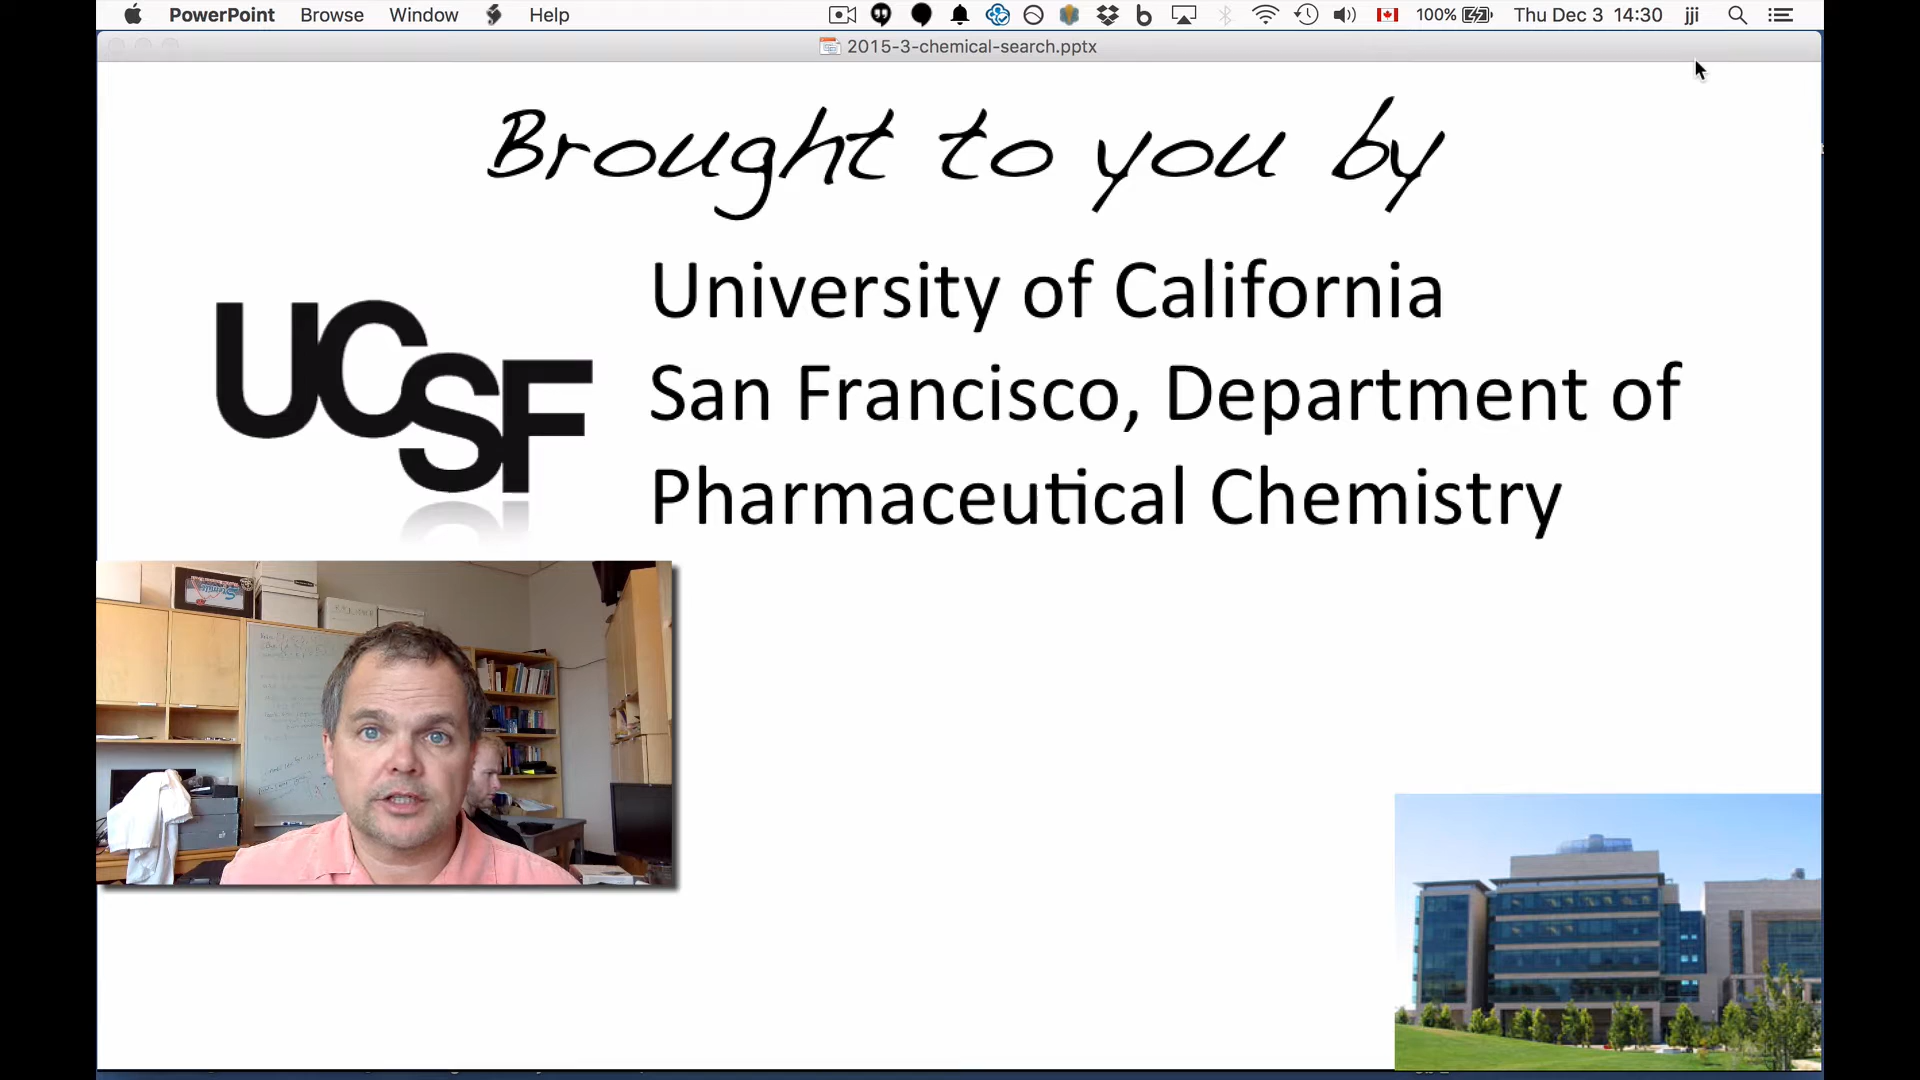 PowerPoint Browse Window Help 100% Thu Dec 3 14:30 jji
2015-3-chemical-search.pptx
Brought to you by
UCSF
University of California
San Francisco, Department of
Pharmaceutical Chemistry